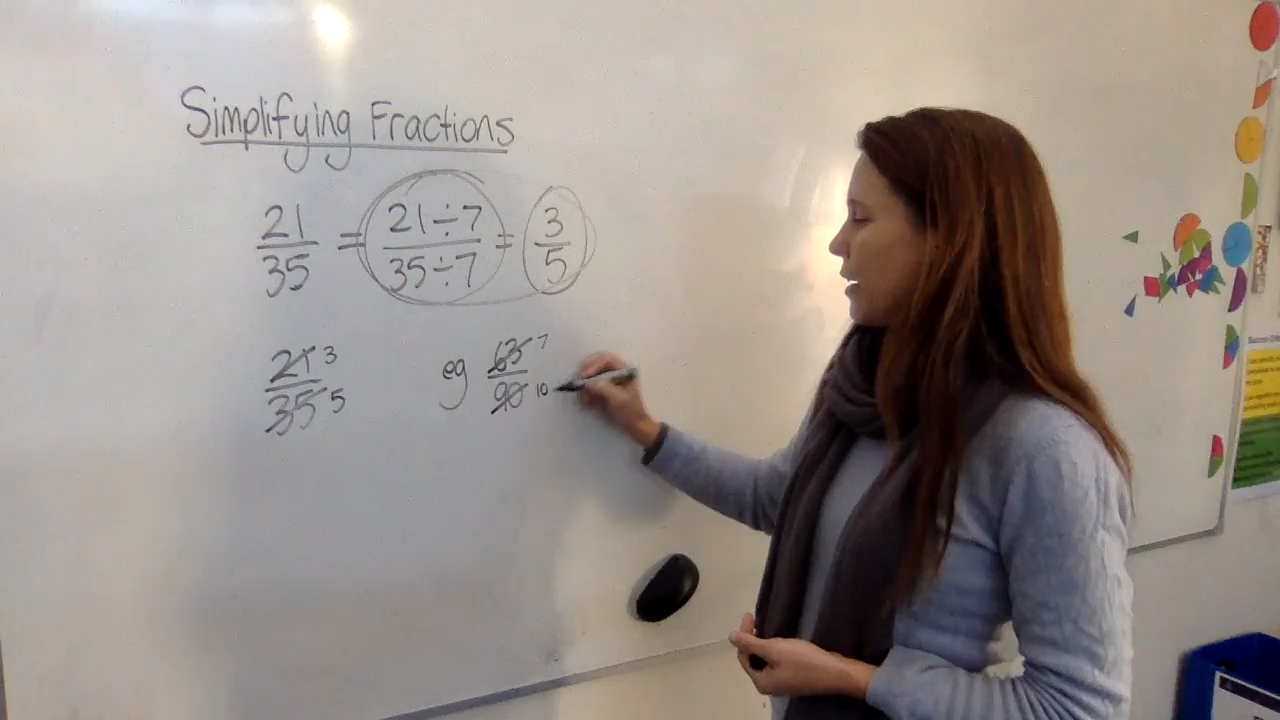 Simplifying Fractions
21/35 = 21÷7/35÷7 = 3/5
21 3 eg 63 7
35 5 90 10